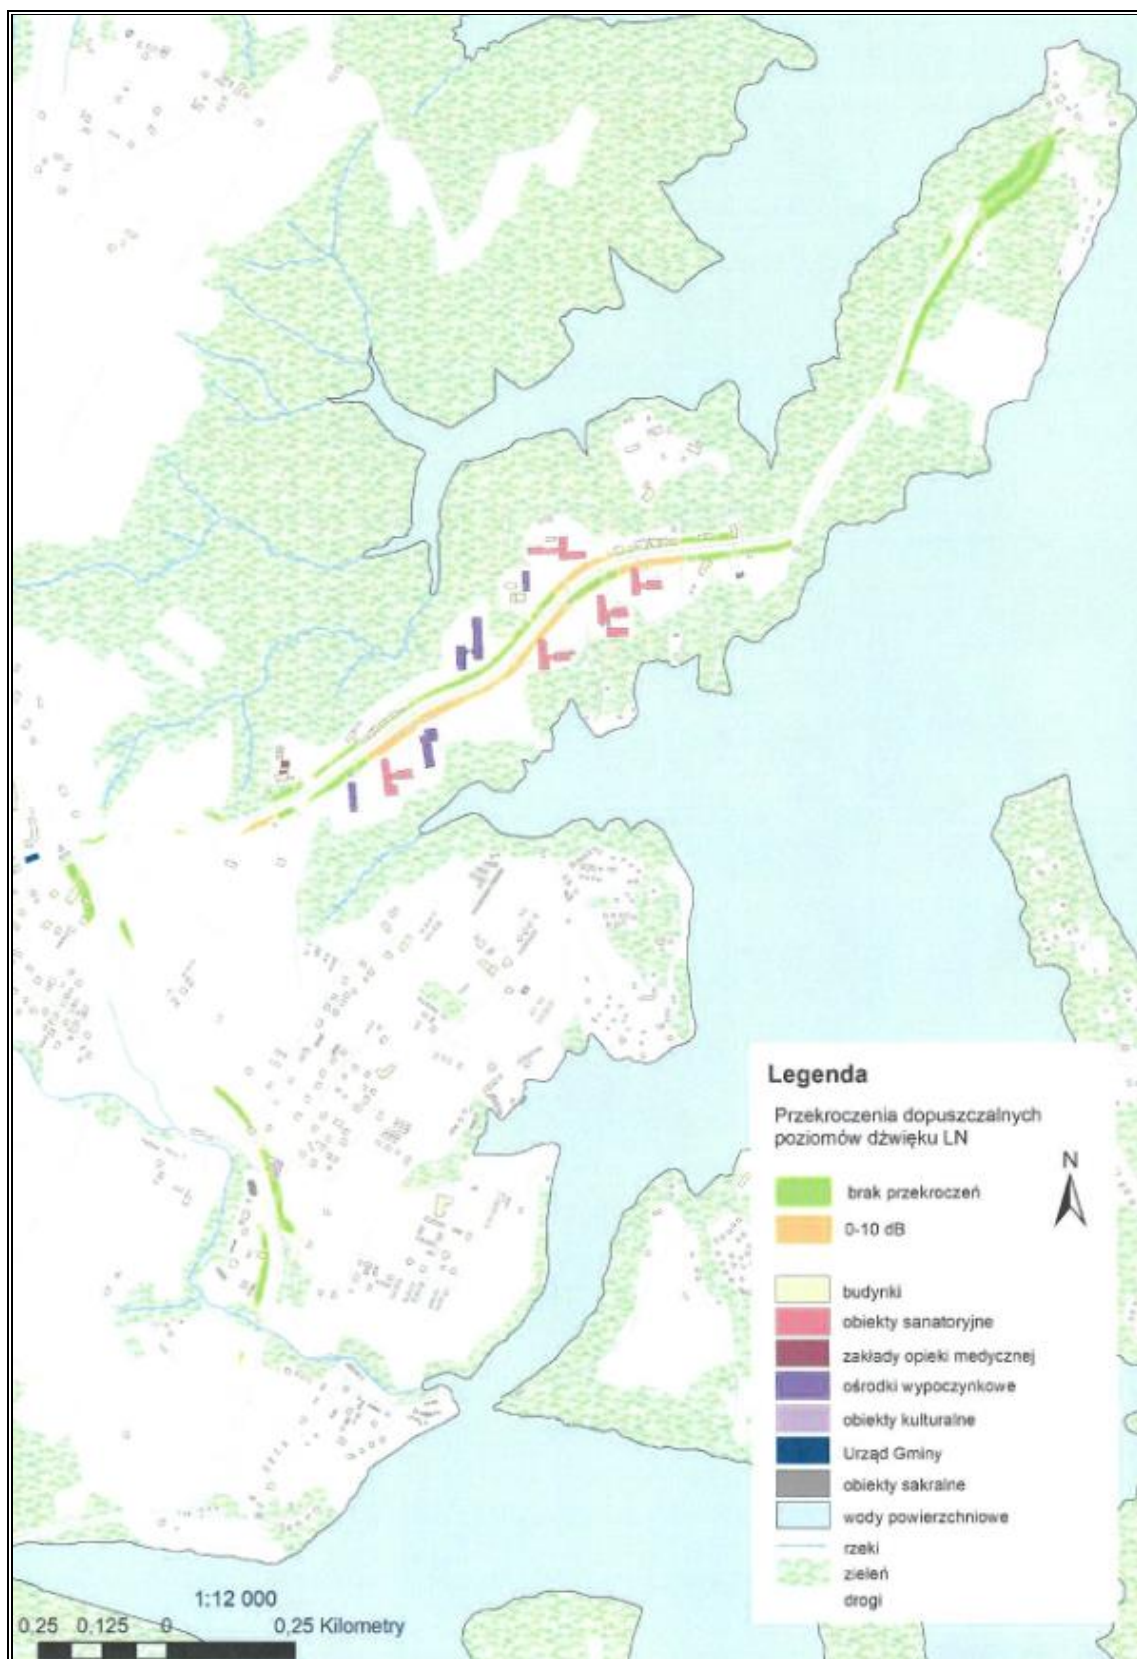 Legenda
Przekroczenia dopuszczalnych
poziomów dźwięku LN
N
brak przekroczeń
0-10 dB
budynki
obiekty sanatoryjne
zakłady opieki medycznej
ośrodki wypoczynkowe
obiekty kulturalne
Urząd Gminy
obiekty sakralne
wody powierzchniowe
rzeki
zieleń
drogi
1:12 000
0.25 0,125 0 0,25 Kilometry